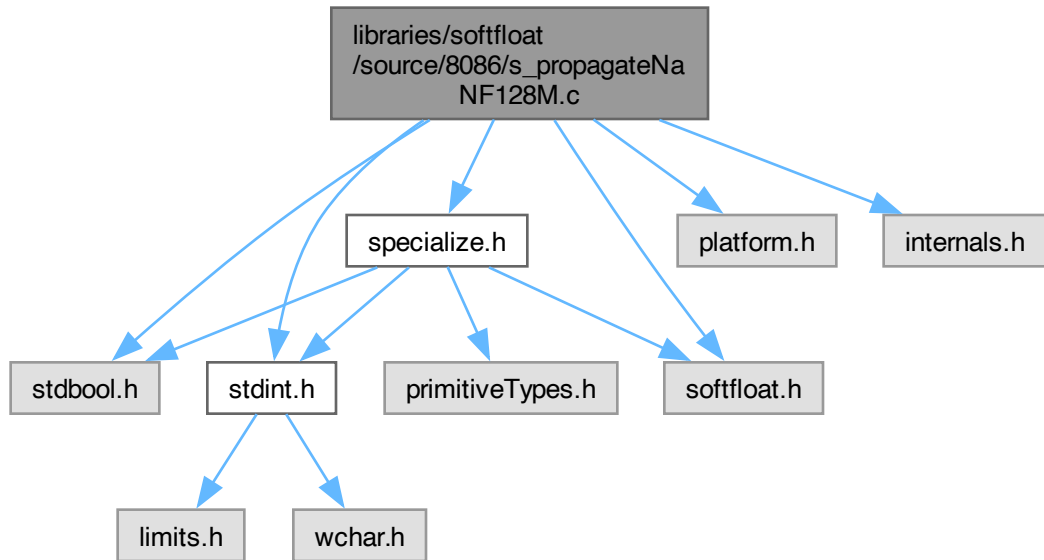 libraries/softfloat
/source/8086/s_propagateNa
NF128M.c
specialize.h
platform.h
internals.h
stdbool.h
stdint.h
primitiveTypes.h
softfloat.h
limits.h
wchar.h